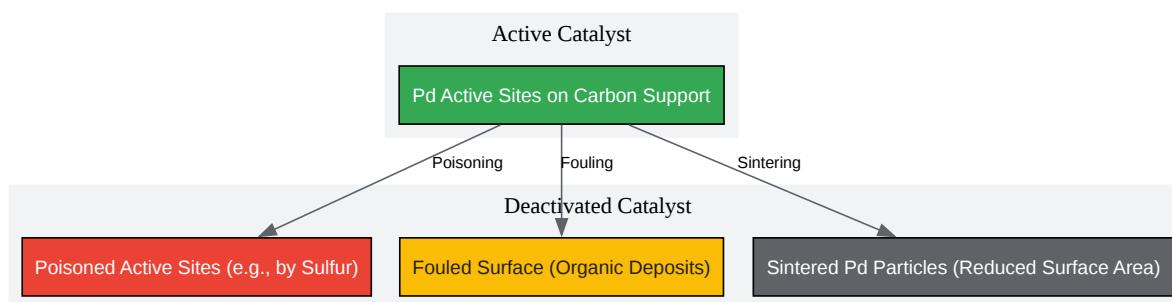 Active Catalyst
Pd Active Sites on Carbon Support
Poisoning
Fouling
Sintering
Deactivated Catalyst
Poisoned Active Sites (e.g., by Sulfur)
Fouled Surface (Organic Deposits)
Sintered Pd Particles (Reduced Surface Area)